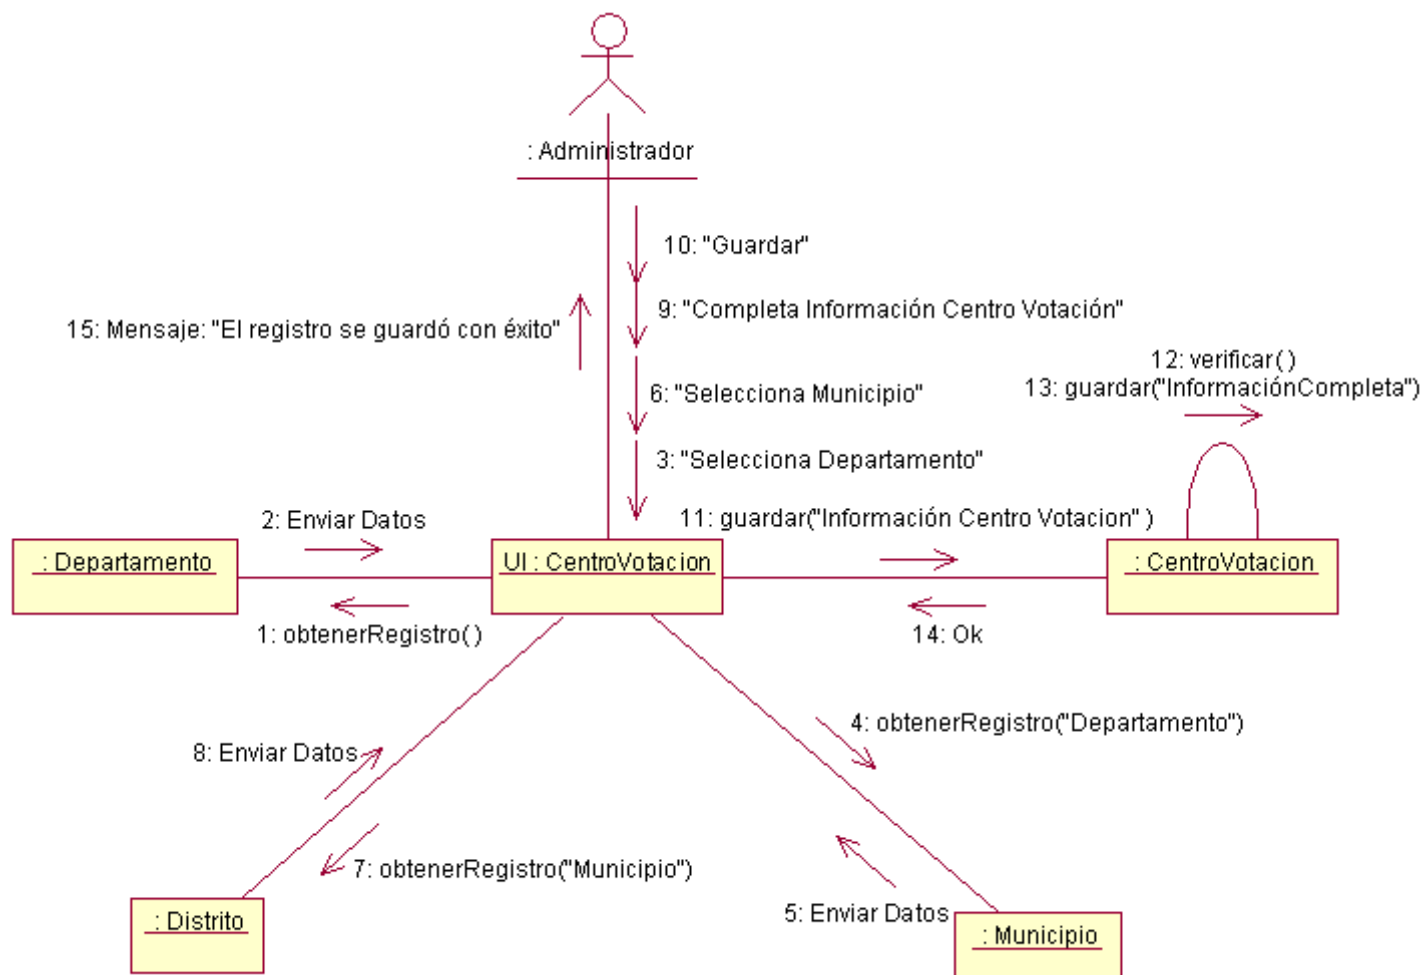 : Administrador
10: "Guardar"
9: "Completa Información Centro Votación"
15: Mensaje: "El registro se guardó con éxito"
12: verificar()
13: guardar("InformaciónCompleta")
6: "Selecciona Municipio"
3: "Selecciona Departamento"
2: Enviar Datos
11: guardar("Información Centro Votacion" )
: Departamento
UI : CentroVotacion
: CentroVotacion
1: obtenerRegistro()
14: Ok
4: obtenerRegistro("Departamento")
8: Enviar Datos
7: obtenerRegistro("Municipio")
5: Enviar Datos
: Distrito
: Municipio